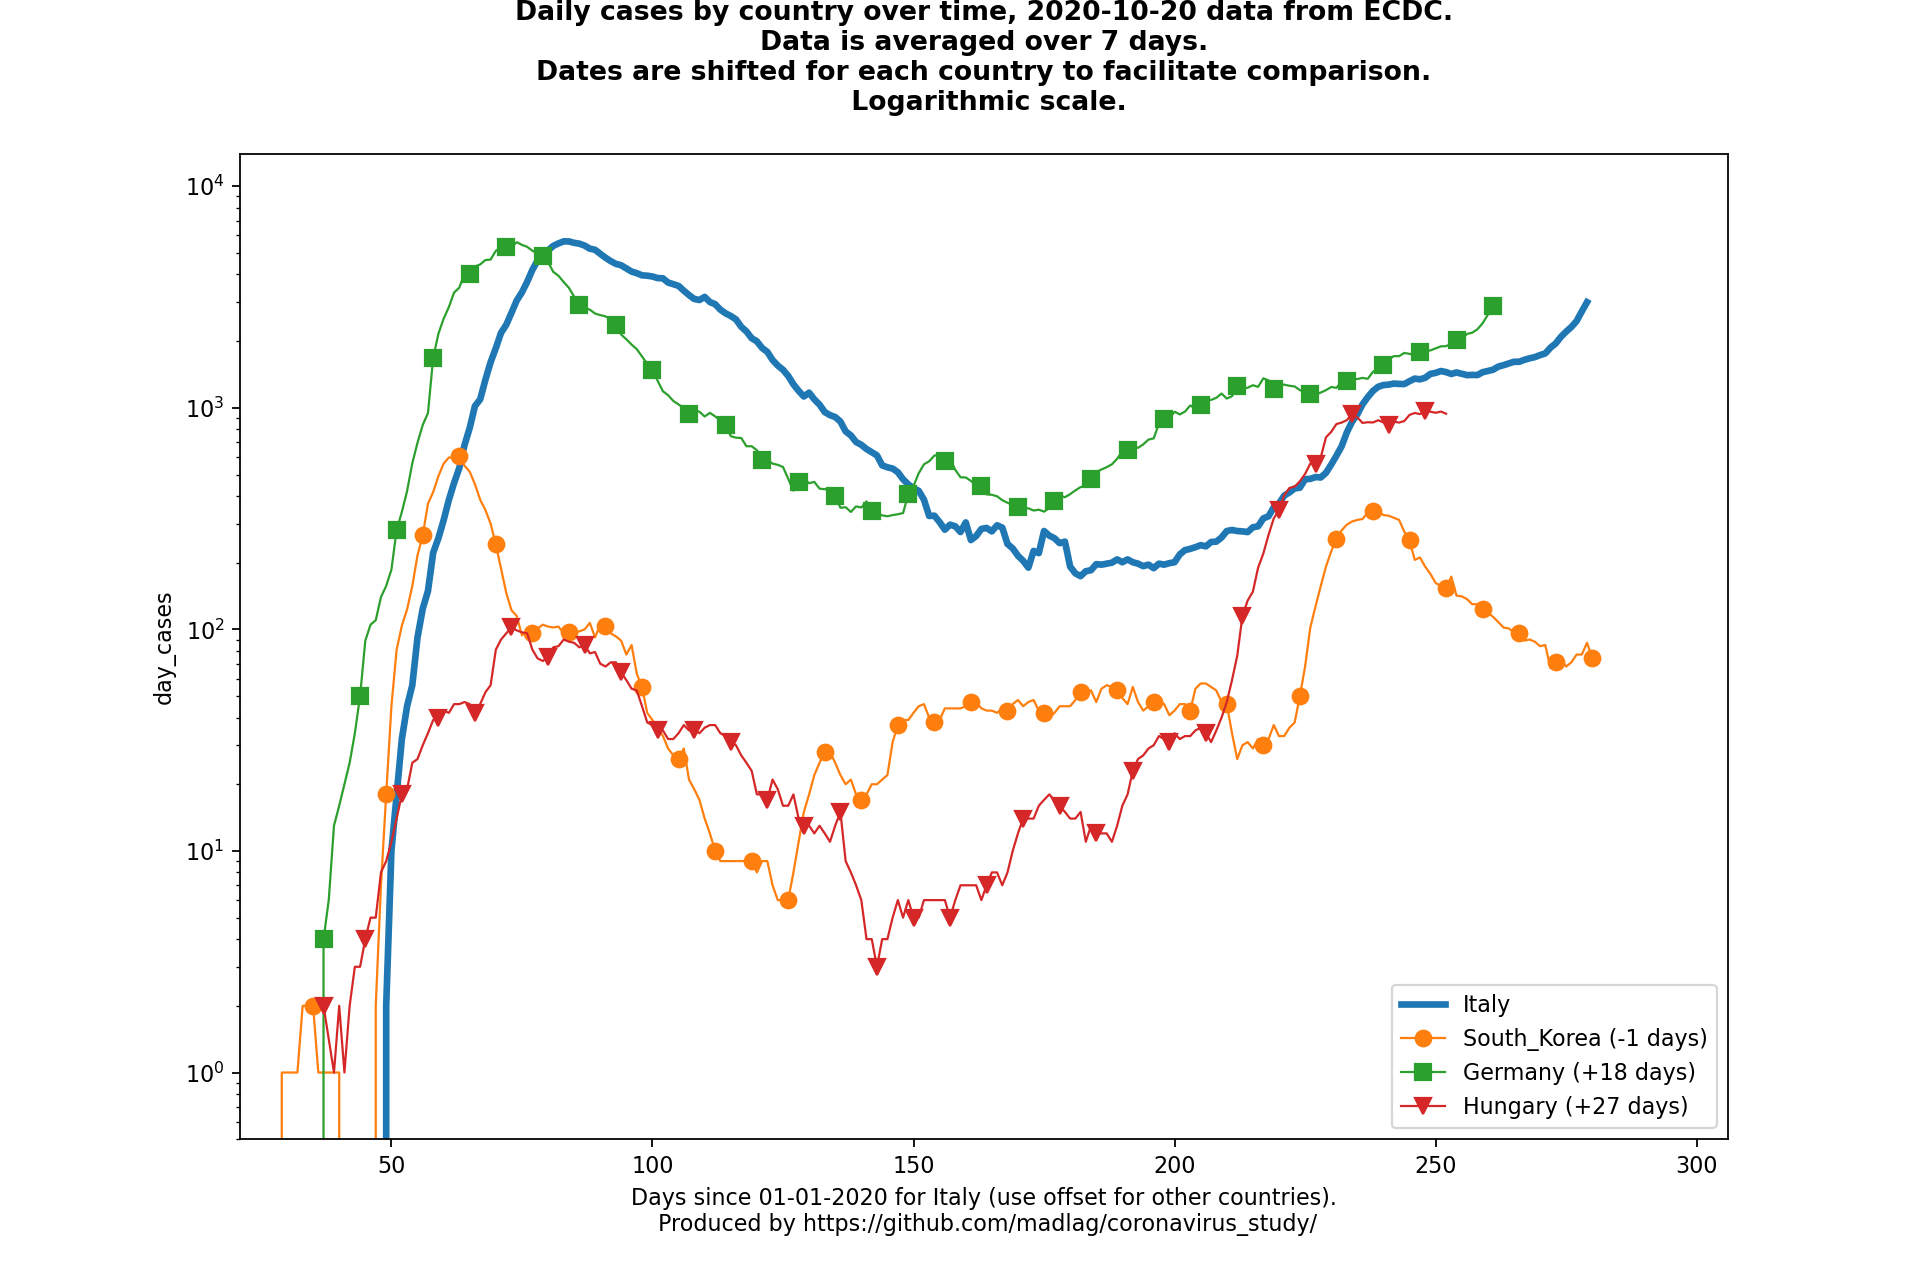 Daily cases by country over time, 2020-10-20 data from ECDC.
Data is averaged over 7 days.
Dates are shifted for each country to facilitate comparison.
Logarithmic scale.
10⁴
10³
10²
10¹
10⁰
day_cases
50
100
150
200
250
300
Days since 01-01-2020 for Italy (use offset for other countries).
Produced by https://github.com/madlag/coronavirus_study/
Italy
South_Korea (-1 days)
Germany (+18 days)
Hungary (+27 days)